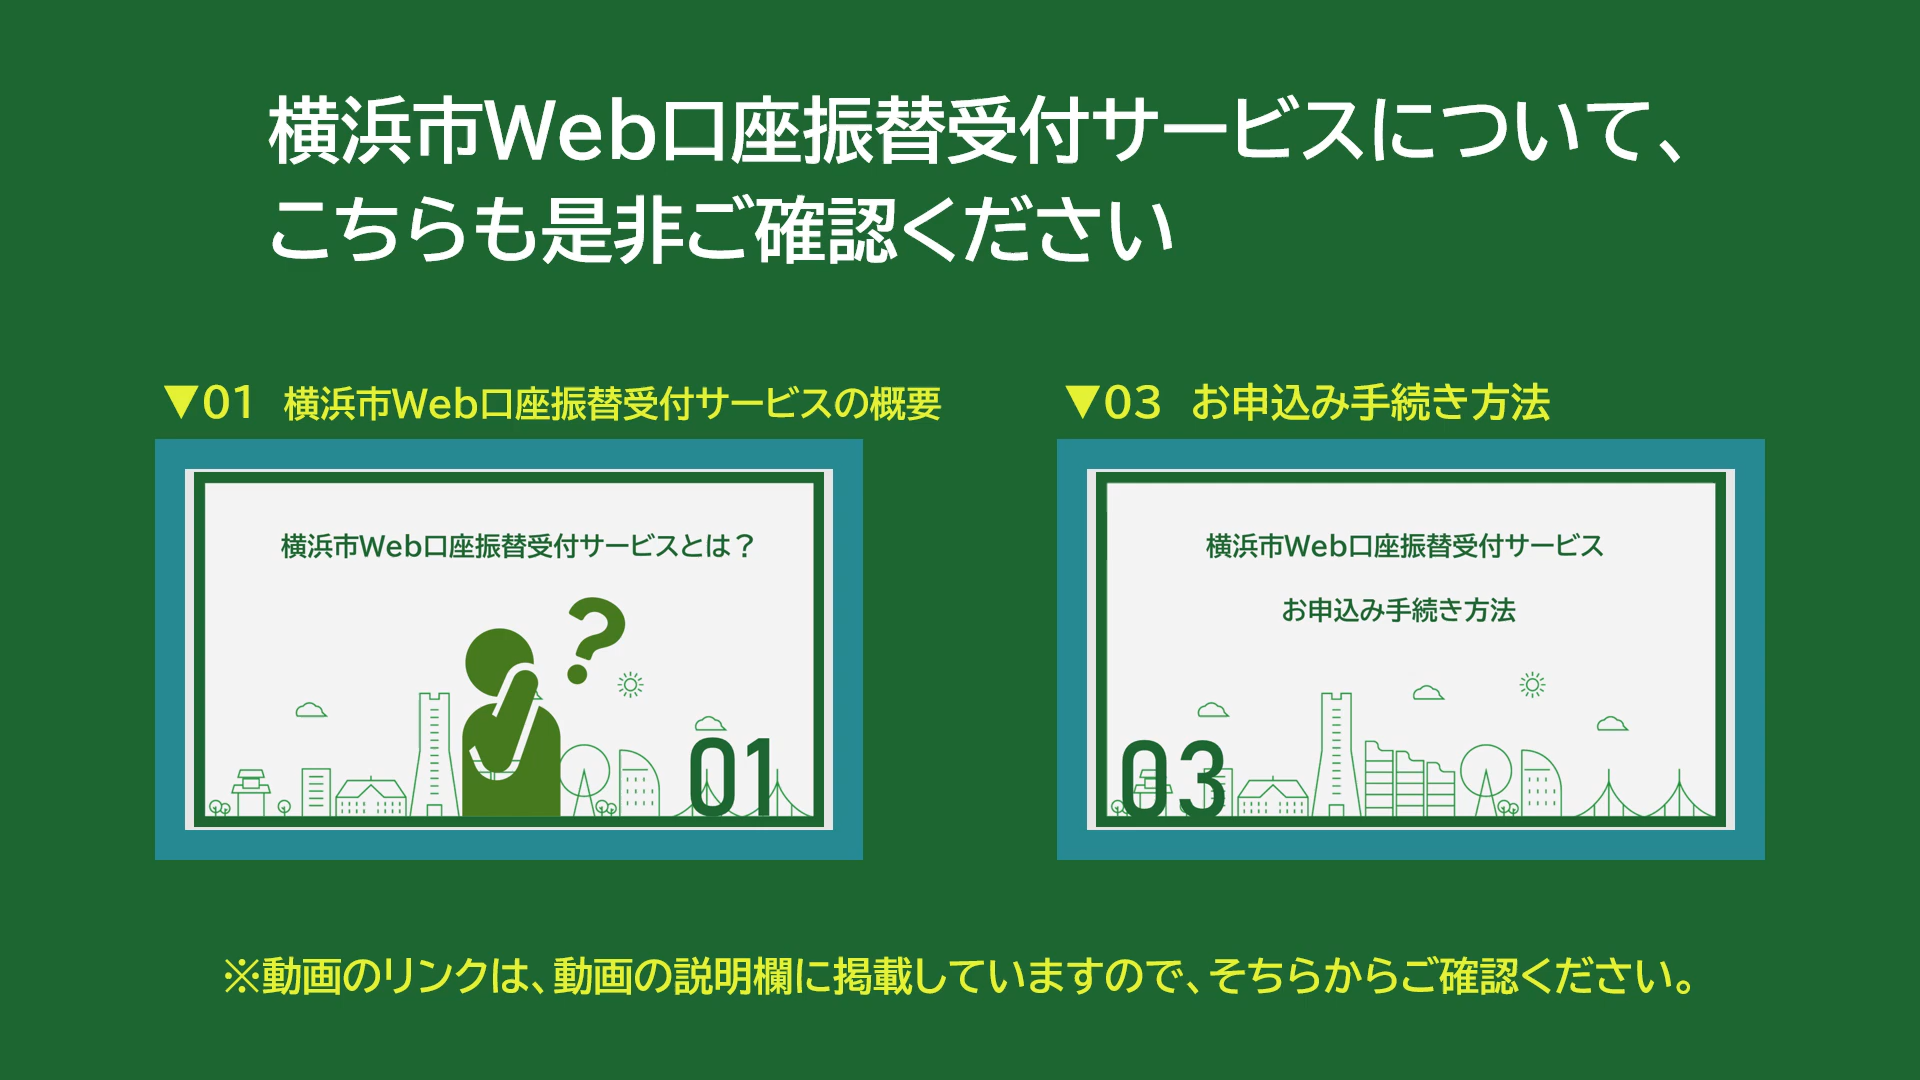 横浜市Web口座振替受付サービスについて、
こちらも是非ご確認ください
▼01 横浜市Web口座振替受付サービスの概要
横浜市Web口座振替受付サービスとは？
?
01
▼03 お申込み手続き方法
横浜市Web口座振替受付サービス
お申込み手続き方法
03
※動画のリンクは、動画の説明欄に掲載していますので、そちらからご確認ください。